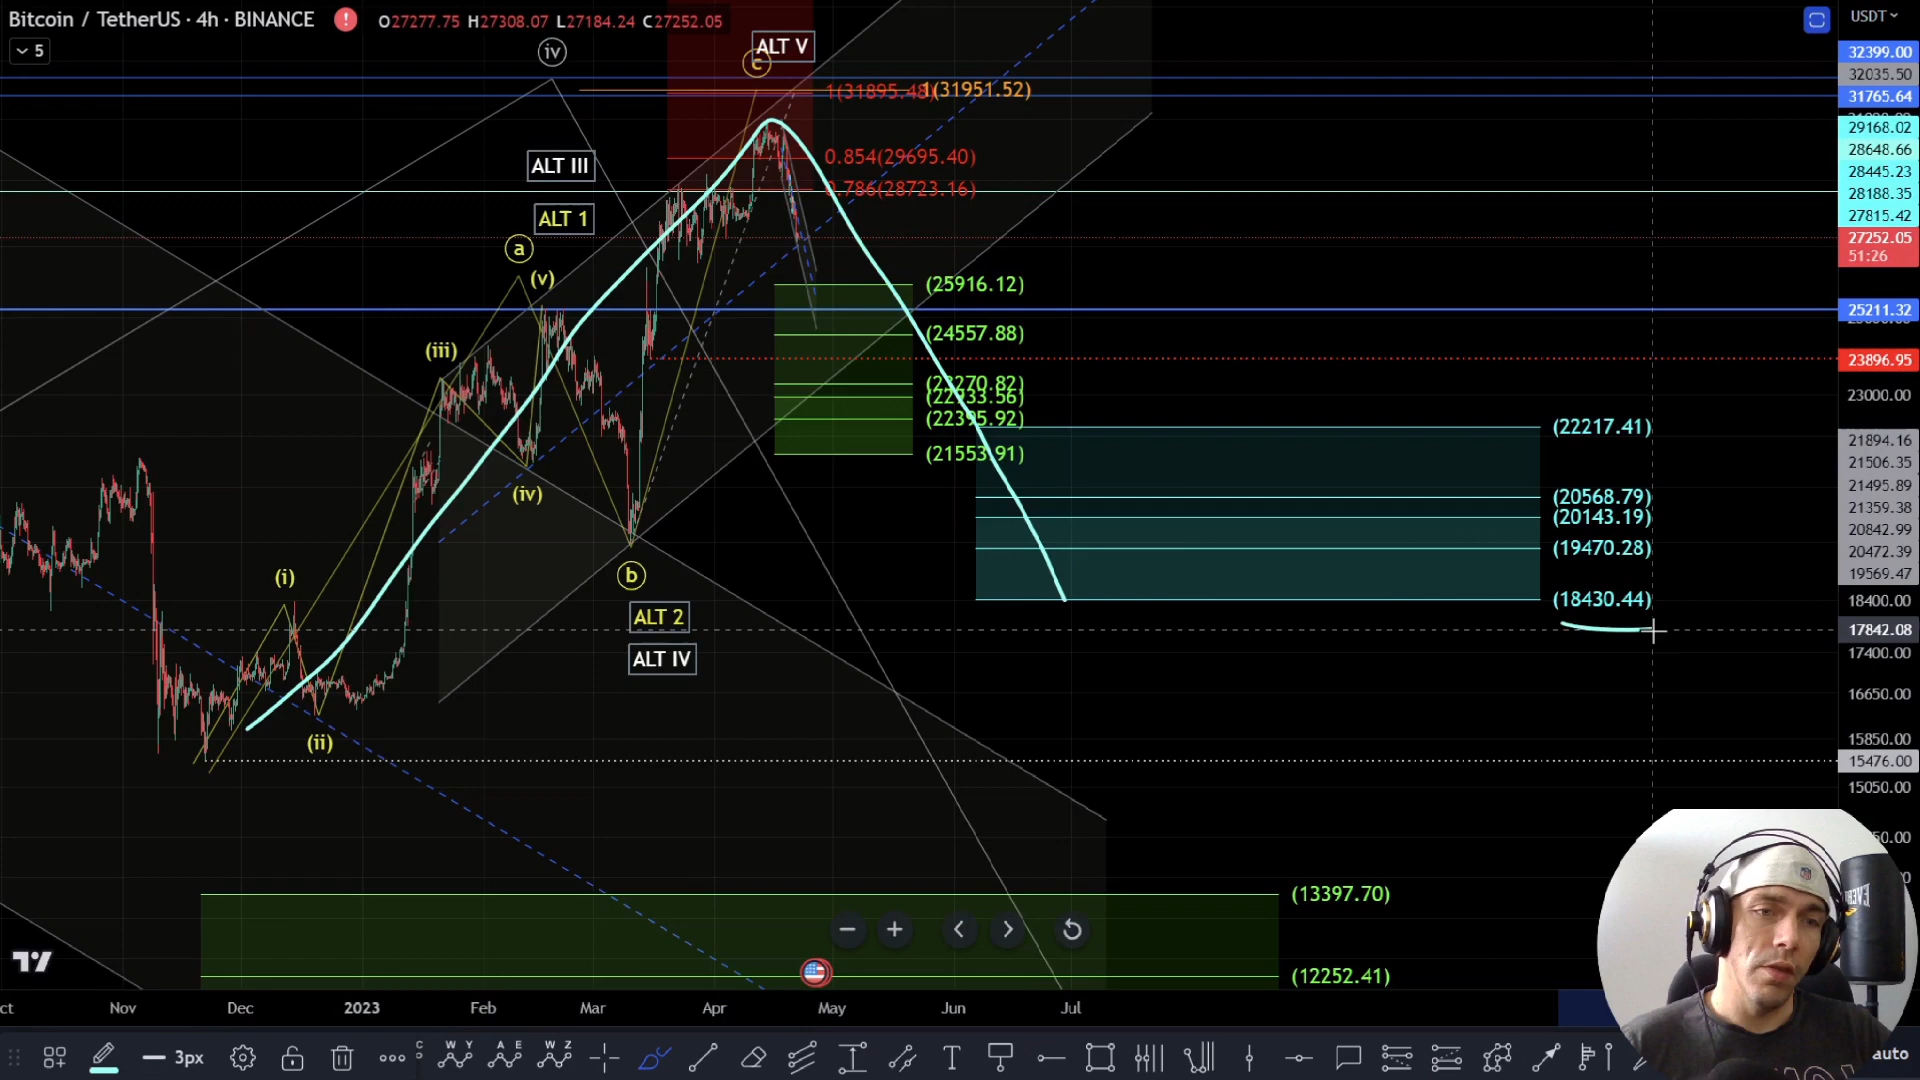 Bitcoin / TetherUS · 4h · BINANCE ! O27277.75 H27308.07 L27184.24 C27252.05
5
USDT
32399.00
32035.50
31765.64
29168.02
28648.66
28445.23
28188.35
27815.42
27252.05
51:26
25211.32
23896.95
23000.00
21894.16
21506.35
21495.89
21359.38
20842.99
20472.39
19569.47
18400.00
17842.08
17400.00
16650.00
15850.00
15476.00
15050.00
iv
ALT V
c
1(31895.48)
1(31951.52)
ALT III
0.854(29695.40)
0.786(28723.16)
ALT 1
a
(v)
(25916.12)
(24557.88)
(iii)
(23270.82)
(22933.56)
(22395.92)
(22217.41)
(21553.91)
(iv)
(20568.79)
(20143.19)
(19470.28)
(i)
b
(18430.44)
ALT 2
ALT IV
(ii)
(13397.70)
(12252.41)
Nov Dec 2023 Feb Mar Apr May Jun Jul
3px
auto